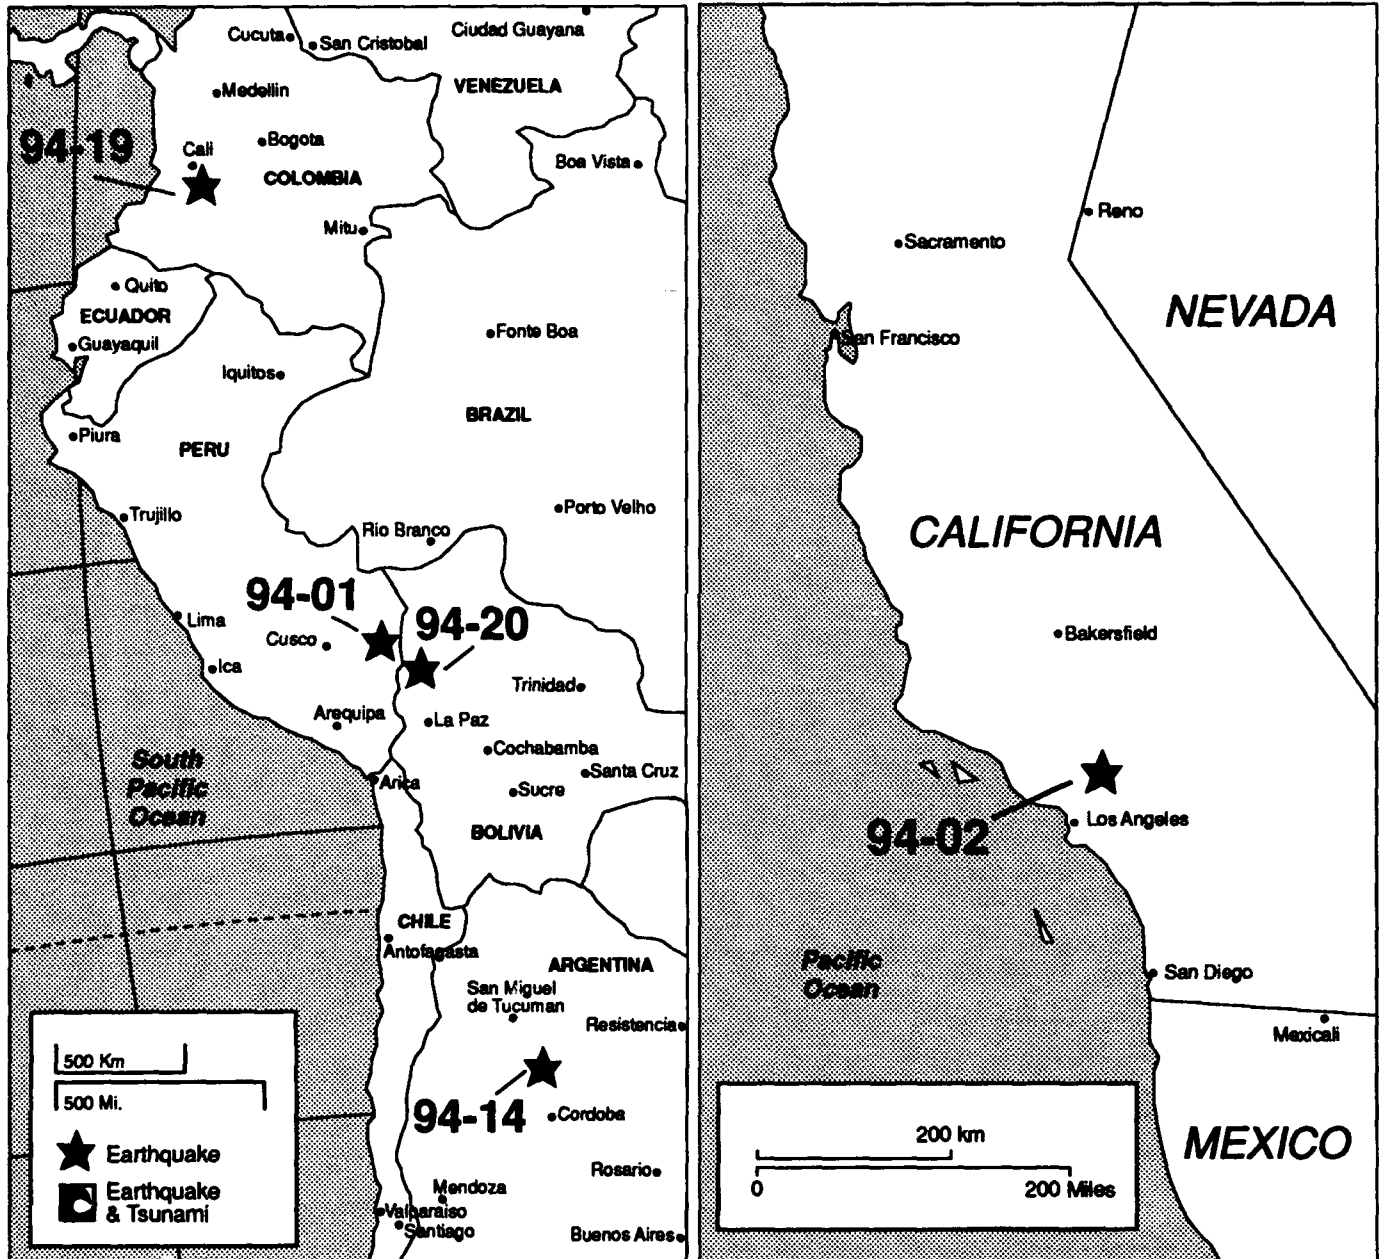 Cucuta
San Cristobal
Ciudad Guayana
VENEZUELA
Medellin
94-19
Cali
Bogota
COLOMBIA
Boa Vista
Mitu
Quito
ECUADOR
Guayaquil
Fonte Boa
Iquitos
BRAZIL
Piura
PERU
Trujillo
Porto Velho
Rio Branco
94-01
94-20
Lima
Cusco
Ica
Trinidad
Arequipa
La Paz
Cochabamba
Santa Cruz
Sucre
Arica
BOLIVIA
South
Pacific
Ocean
CHILE
Antofagasta
ARGENTINA
San Miguel
de Tucuman
Resistencia
94-14
Cordoba
Rosario
Mendoza
Valparaiso
Santiago
Buenos Aires
500 Km
500 Mi.
Earthquake
Earthquake
& Tsunami
Reno
Sacramento
NEVADA
San Francisco
CALIFORNIA
Bakersfield
94-02
Los Angeles
Pacific
Ocean
San Diego
Mexicali
MEXICO
200 km
0
200 Miles